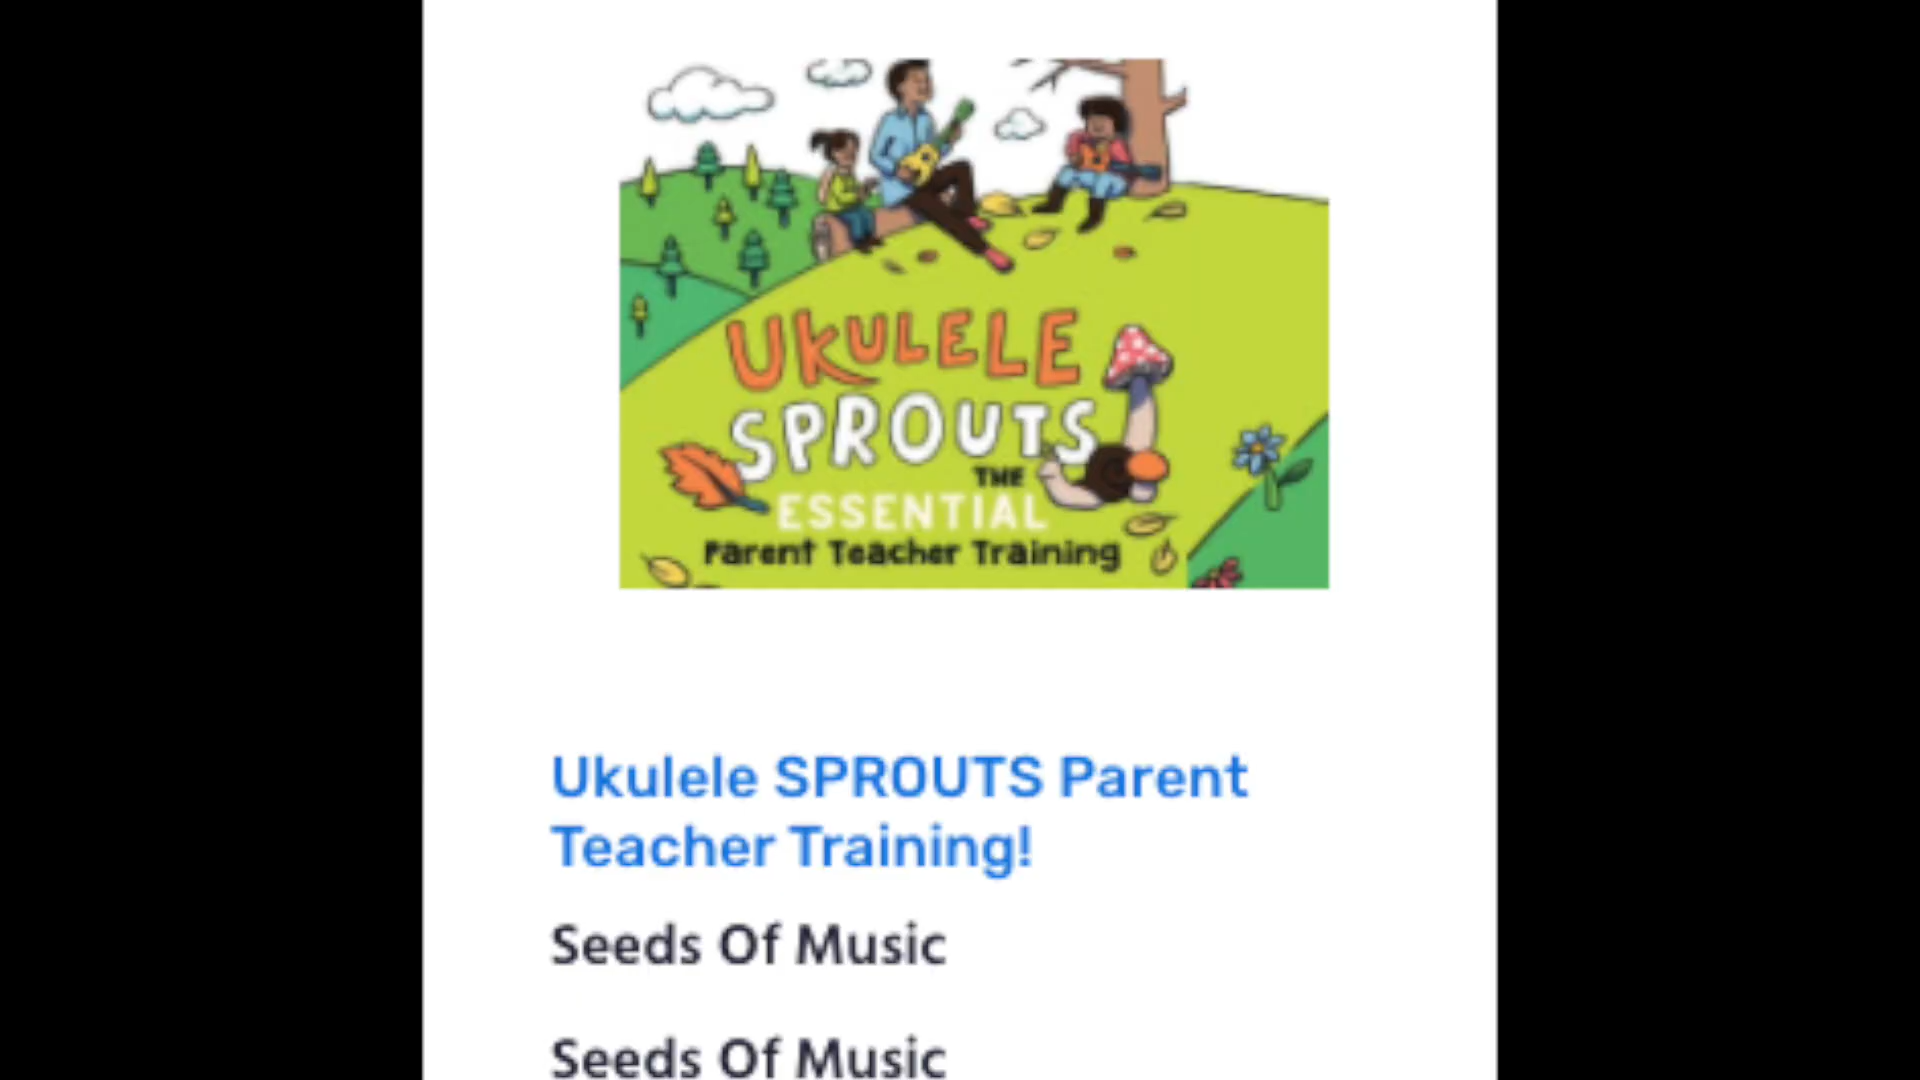 UKULELE
SPROUTS
THE
ESSENTIAL
Parent Teacher Training
Ukulele SPROUTS Parent
Teacher Training!
Seeds Of Music
Seeds Of Music